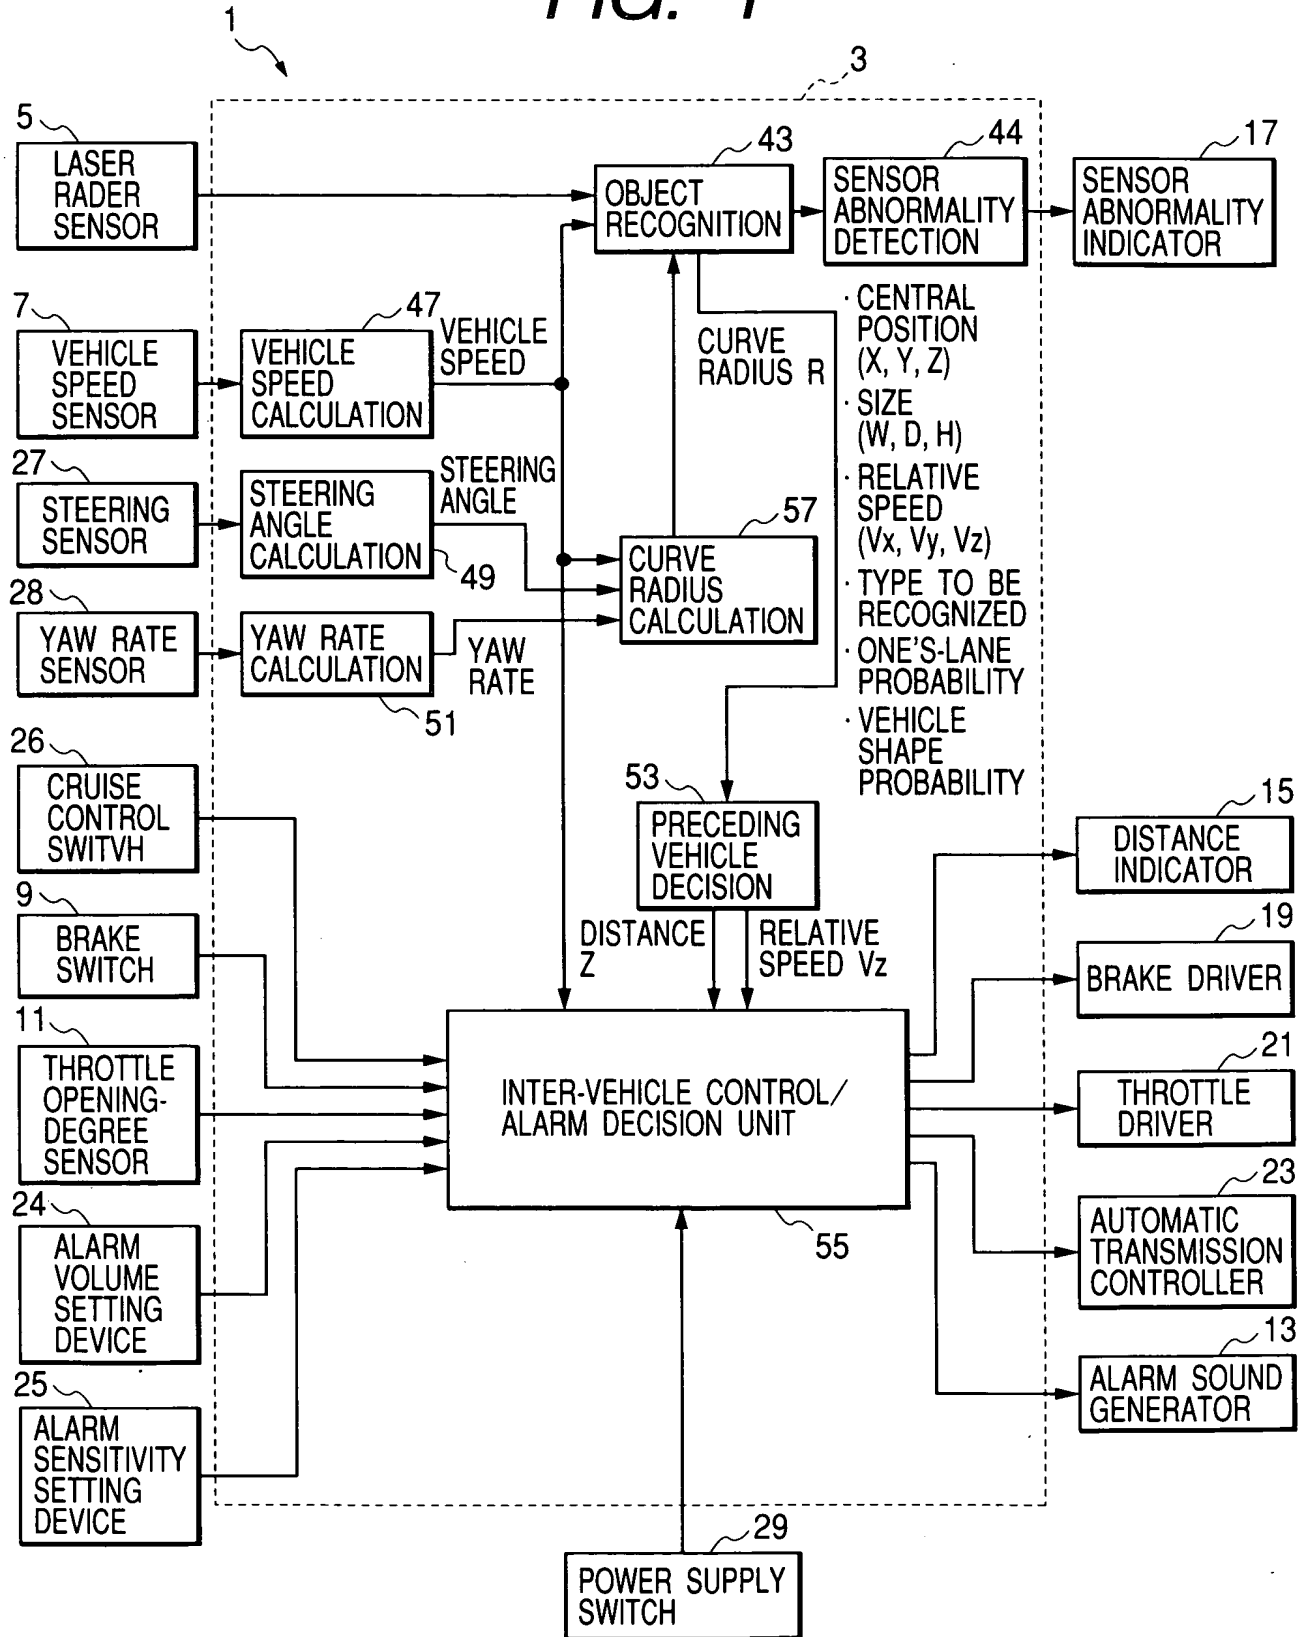 FIG. 1
1
3
5
LASER
RADER
SENSOR
43
OBJECT
RECOGNITION
44
SENSOR
ABNORMALITY
DETECTION
17
SENSOR
ABNORMALITY
INDICATOR
7
VEHICLE
SPEED
SENSOR
47
VEHICLE
SPEED
CALCULATION
VEHICLE
SPEED
CURVE
RADIUS R
· CENTRAL
POSITION
(X, Y, Z)
· SIZE
(W, D, H)
· RELATIVE
SPEED
(Vx, Vy, Vz)
· TYPE TO BE
RECOGNIZED
· ONE'S-LANE
PROBABILITY
· VEHICLE
SHAPE
PROBABILITY
27
STEERING
SENSOR
STEERING
ANGLE
CALCULATION
49
STEERING
ANGLE
57
CURVE
RADIUS
CALCULATION
28
YAW RATE
SENSOR
YAW RATE
CALCULATION
51
YAW
RATE
26
CRUISE
CONTROL
SWITVH
53
PRECEDING
VEHICLE
DECISION
15
DISTANCE
INDICATOR
9
BRAKE
SWITCH
DISTANCE
Z
RELATIVE
SPEED Vz
19
BRAKE DRIVER
11
THROTTLE
OPENING-
DEGREE
SENSOR
INTER-VEHICLE CONTROL/
ALARM DECISION UNIT
55
21
THROTTLE
DRIVER
24
ALARM
VOLUME
SETTING
DEVICE
23
AUTOMATIC
TRANSMISSION
CONTROLLER
25
ALARM
SENSITIVITY
SETTING
DEVICE
13
ALARM SOUND
GENERATOR
29
POWER SUPPLY
SWITCH